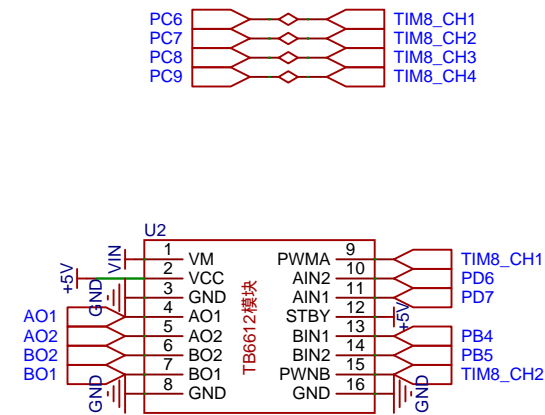 PC6 TIM8_CH1
PC7 TIM8_CH2
PC8 TIM8_CH3
PC9 TIM8_CH4
U2
VIN 1 VM PWMA 9 TIM8_CH1
+5V 2 VCC AIN2 10 PD6
GND 3 GND AIN1 11 PD7
AO1 4 AO1 STBY 12 +5V
AO2 5 AO2 BIN1 13 PB4
BO2 6 BO2 BIN2 14 PB5
BO1 7 BO1 PWNB 15 TIM8_CH2
GND 8 GND GND 16 GND
TB6612模块